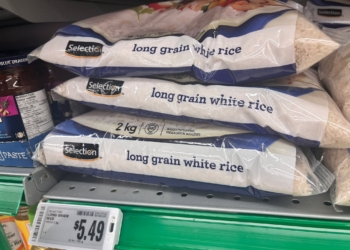 Selection
long grain white rice
Selection
long grain white rice
2 kg
Selection
long grain white rice
PASTE
$5.49